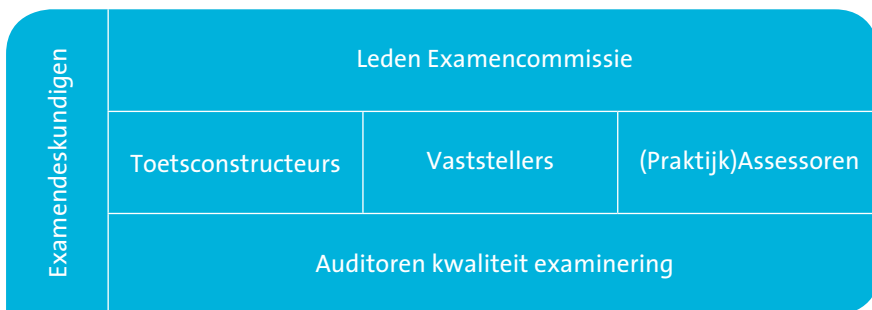 Examendeskundigen
Leden Examencommissie
Toetsconstructeurs
Vaststellers
(Praktijk)Assessoren
Auditoren kwaliteit examinering